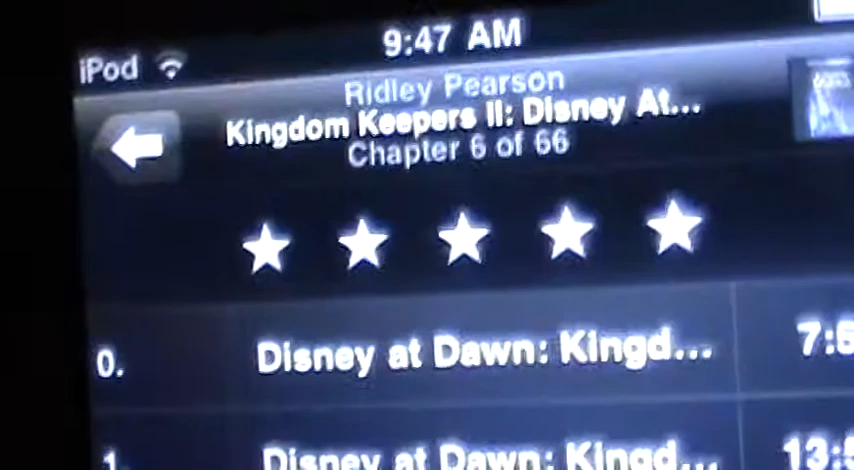 9:47 AM
iPod
Ridley Pearson
Kingdom Keepers II: Disney At...
Chapter 6 of 66
0. Disney at Dawn: Kingd...
1. Disney at Dawn: Kingd...